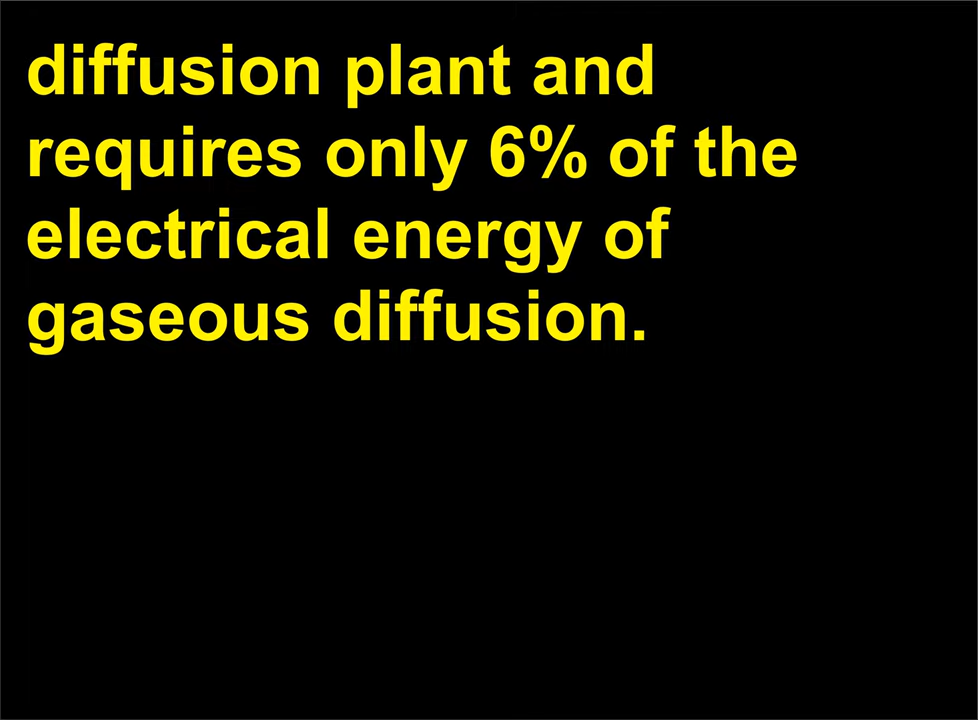 diffusion plant and
requires only 6% of the
electrical energy of
gaseous diffusion.